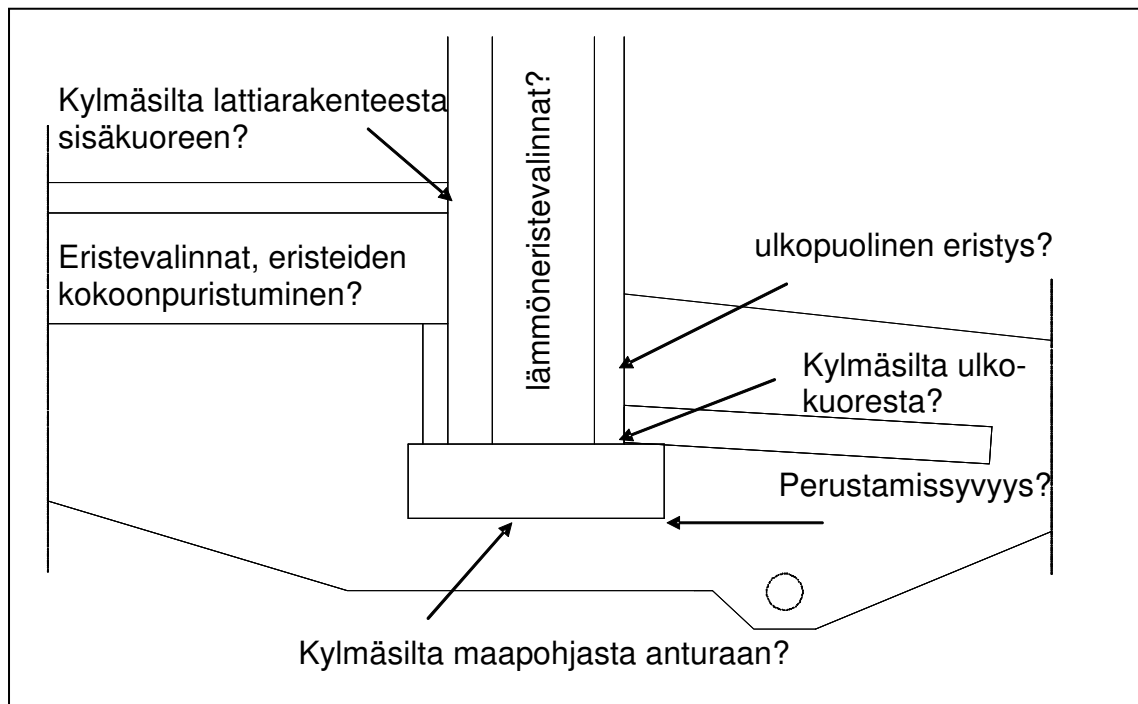 Kylmäsilta lattiarakenteesta
sisäkuoreen?
lämmöneristevalinnat?
Eristevalinnat, eristeiden
kokoonpuristuminen?
ulkopuolinen eristys?
Kylmäsilta ulko-
kuoresta?
Perustamissyvyys?
Kylmäsilta maapohjasta anturaan?